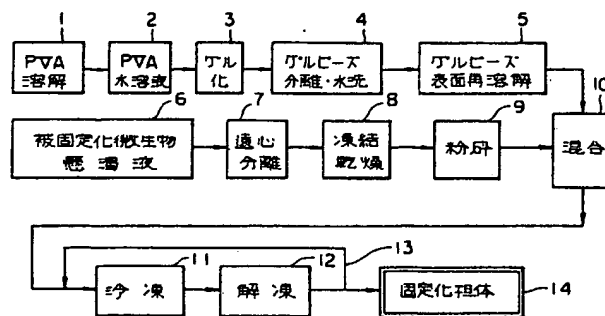 1 2 3 4 5
PVA
溶解
PVA
水溶液
ゲル
化
ゲルビーズ
分離・水洗
ゲルビーズ
表面再溶解
6 7 8 9 10
被固定化微生物
懸濁液
遠心
分離
凍結
乾燥
粉砕
混合
11 12 13
冷凍
解凍
固定化担体
14